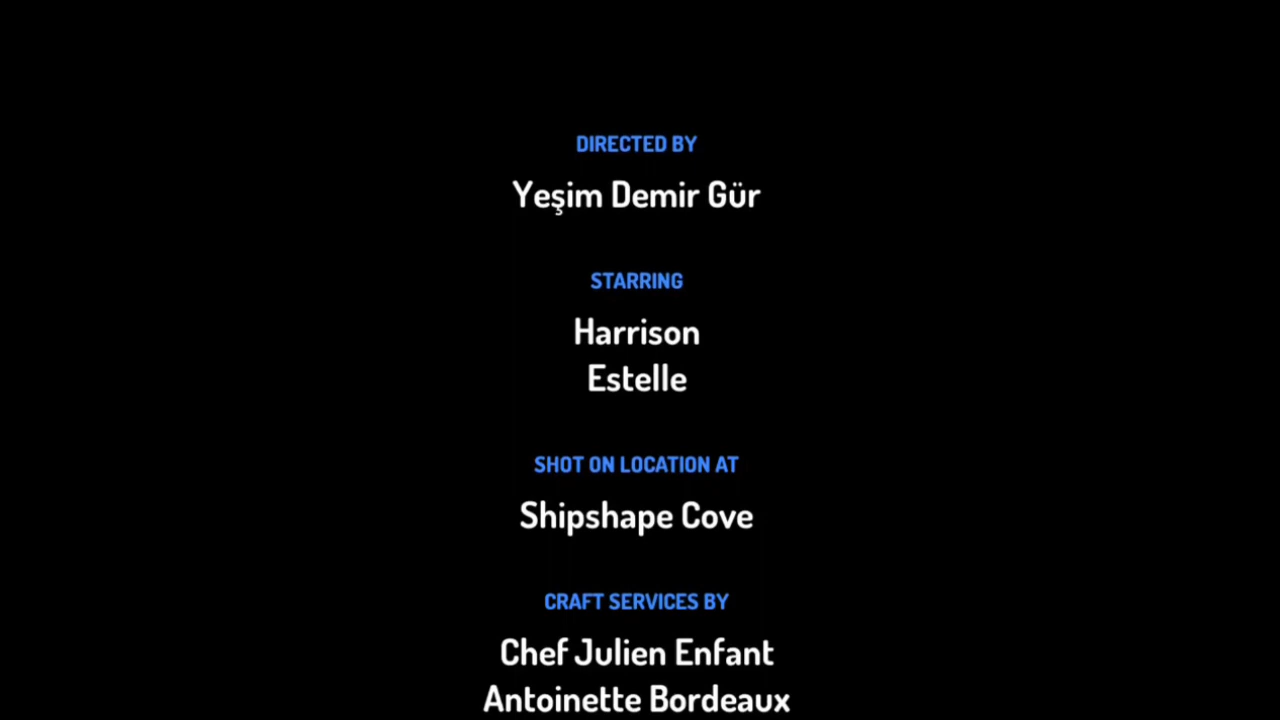 DIRECTED BY
Yeşim Demir Gür
STARRING
Harrison
Estelle
SHOT ON LOCATION AT
Shipshape Cove
CRAFT SERVICES BY
Chef Julien Enfant
Antoinette Bordeaux